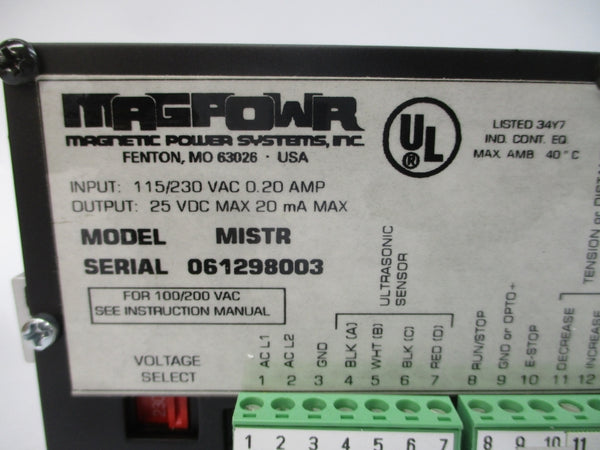 MAGPOWR
MAGNETIC POWER SYSTEMS, INC.
FENTON, MO 63026 · USA
UL
®
LISTED 34Y7
IND. CONT. EQ.
MAX. AMB 40°C
INPUT: 115/230 VAC 0.20 AMP
OUTPUT: 25 VDC MAX 20 mA MAX
MODEL MISTR
SERIAL 061298003
FOR 100/200 VAC
SEE INSTRUCTION MANUAL
VOLTAGE
SELECT
ULTRASONIC
SENSOR
TENSION or
AC L1
AC L2
GND
BLK (A)
WHT (B)
BLK (C)
RED (D)
RUN/STOP
GND or OPTO+
E-STOP
DECREASE
INCREASE
1 2 3 4 5 6 7 8 9 10 11 12
1 2 3 4 5 6 7 8 9 10 11